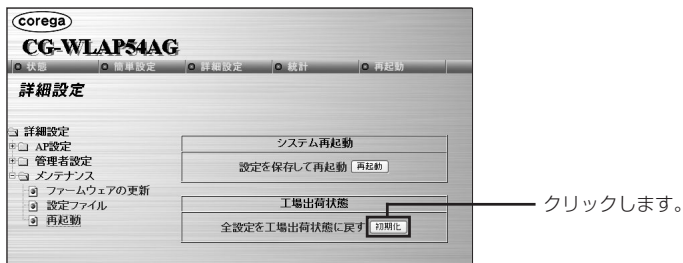 corega
CG-WLAP54AG
状態 簡単設定 詳細設定 統計 再起動
詳細設定
詳細設定
AP設定
管理者設定
メンテナンス
ファームウェアの更新
設定ファイル
再起動
システム再起動
設定を保存して再起動 再起動
工場出荷状態
全設定を工場出荷状態に戻す 初期化
クリックします。